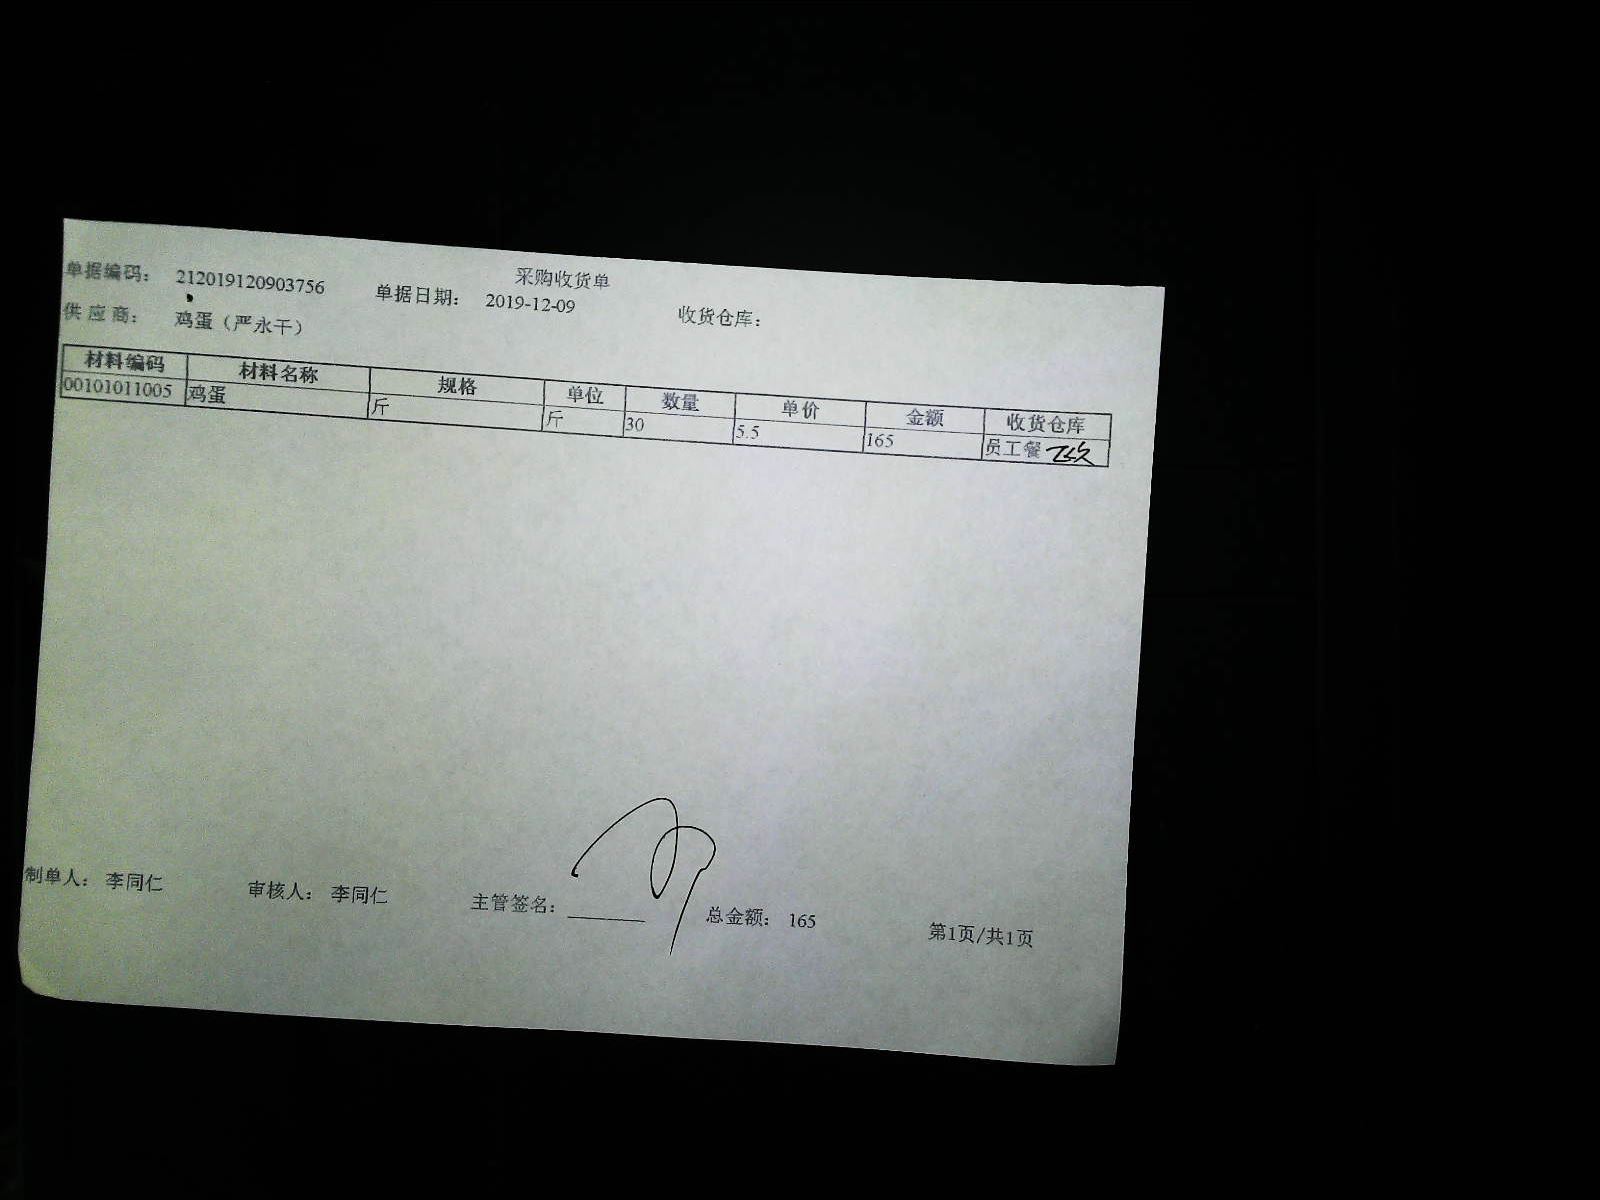 采购收货单
单据编码: 212019120903756 单据日期: 2019-12-09 收货仓库:
供应商: 鸡蛋（严永干）
材料编码 材料名称 规格 单位 数量 单价 金额 收货仓库
00101011005 鸡蛋 斤 斤 30 5.5 165 员工餐
制单人: 李同仁 审核人: 李同仁 主管签名: 总金额: 165 第1页/共1页